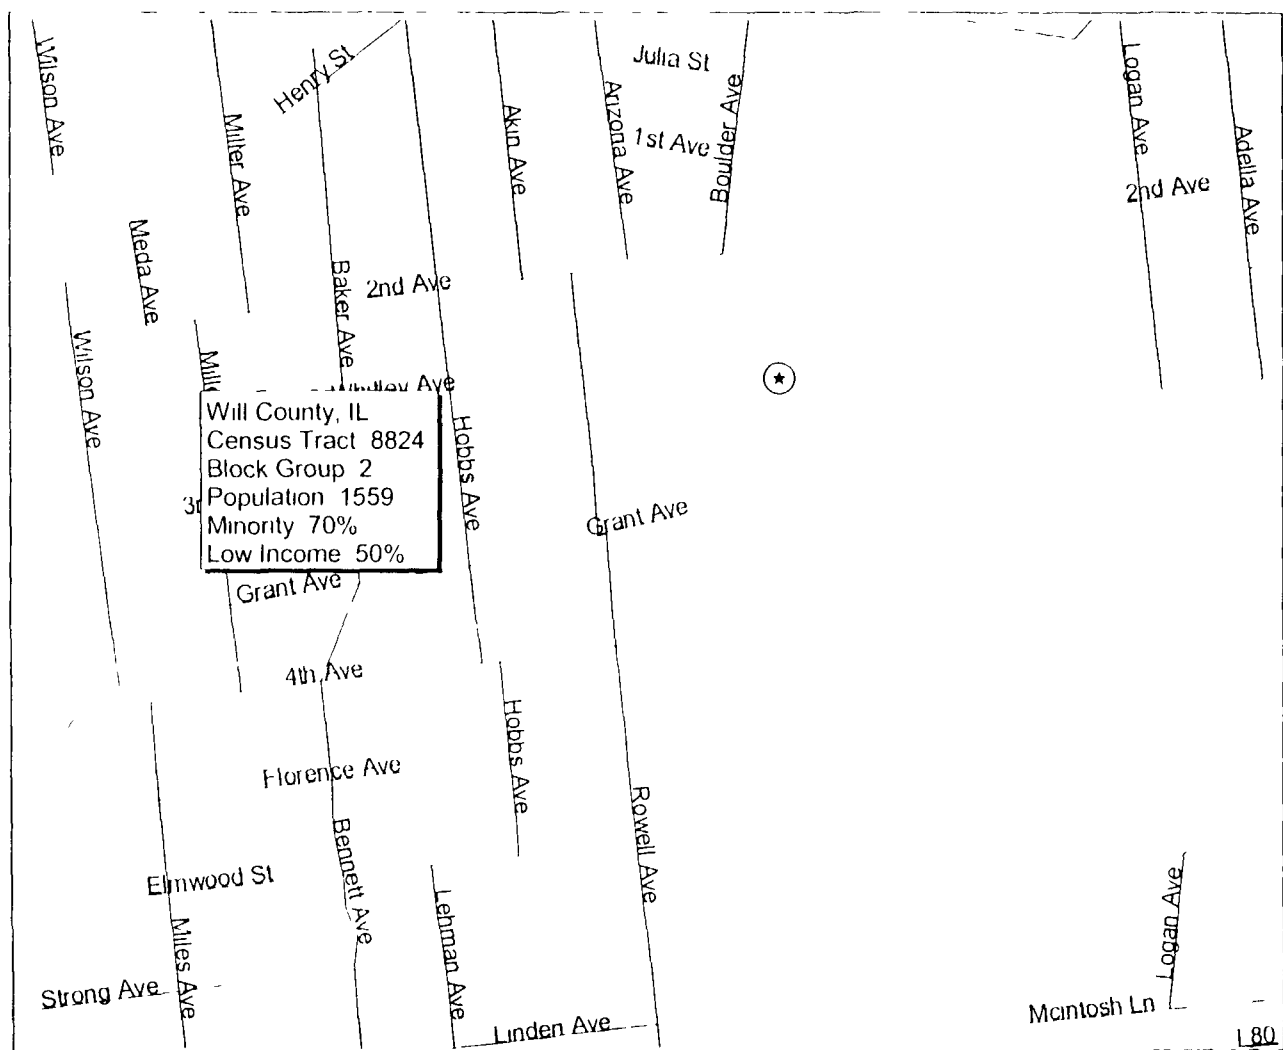 Wilson Ave
Miller Ave
Henry St
Akin Ave
Arizona Ave
Julia St
1st Ave
Boulder Ave
Logan Ave
Adella Ave
2nd Ave
Meda Ave
Baker Ave
2nd Ave
Wilson Ave
Will County, IL
Census Tract 8824
Block Group 2
Population 1559
Minority 70%
Low Income 50%
Hobbs Ave
Grant Ave
Grant Ave
4th Ave
Hobbs Ave
Florence Ave
Rowell Ave
Bennett Ave
Elmwood St
Lehman Ave
Miles Ave
Logan Ave
Strong Ave
Linden Ave
Mcintosh Ln
I 80